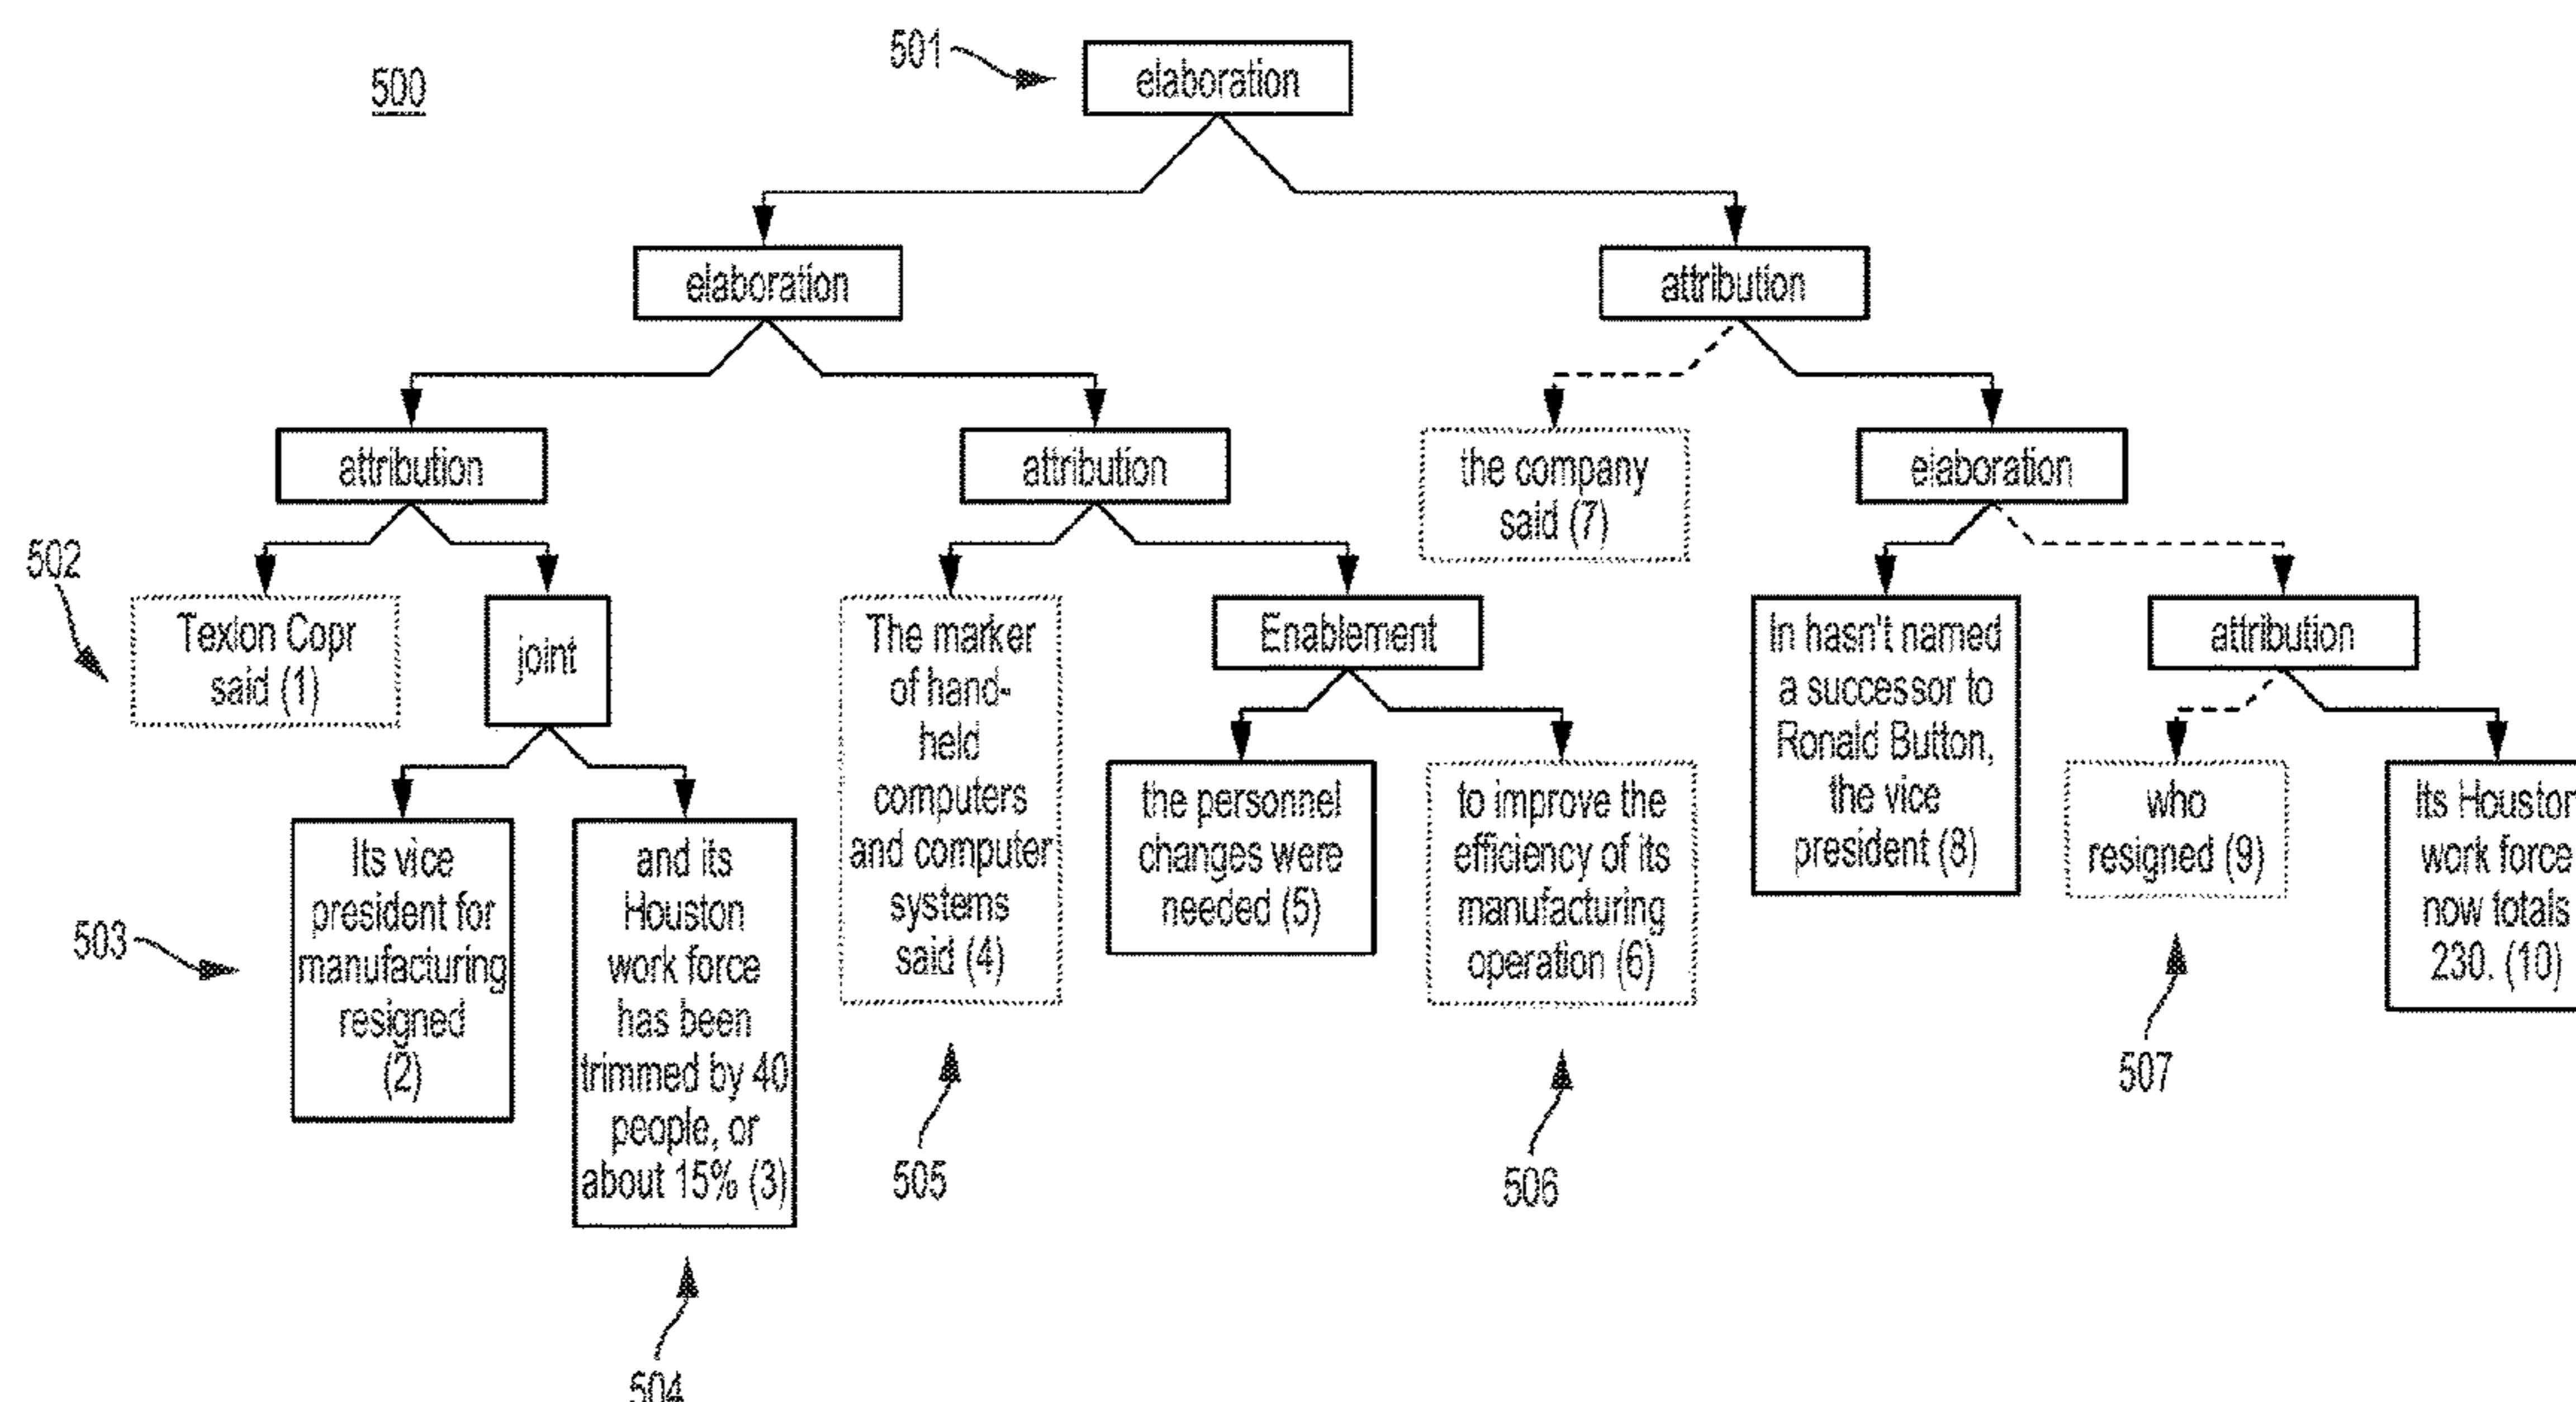 501
elaboration
500
elaboration
attribution
attribution
attribution
the company
said (7)
elaboration
502
Texlon Copr
said (1)
joint
The marker
of hand-
held
computers
and computer
systems
said (4)
Enablement
In hasn't named
a successor to
Ronald Button,
the vice
president (8)
attribution
503
Its vice
president for
manufacturing
resigned
(2)
and its
Houston
work force
has been
trimmed by 40
people, or
about 15% (3)
the personnel
changes were
needed (5)
to improve the
efficiency of its
manufacturing
operation (6)
who
resigned (9)
Its Houston
work force
now totals
230. (10)
505
506
507
504